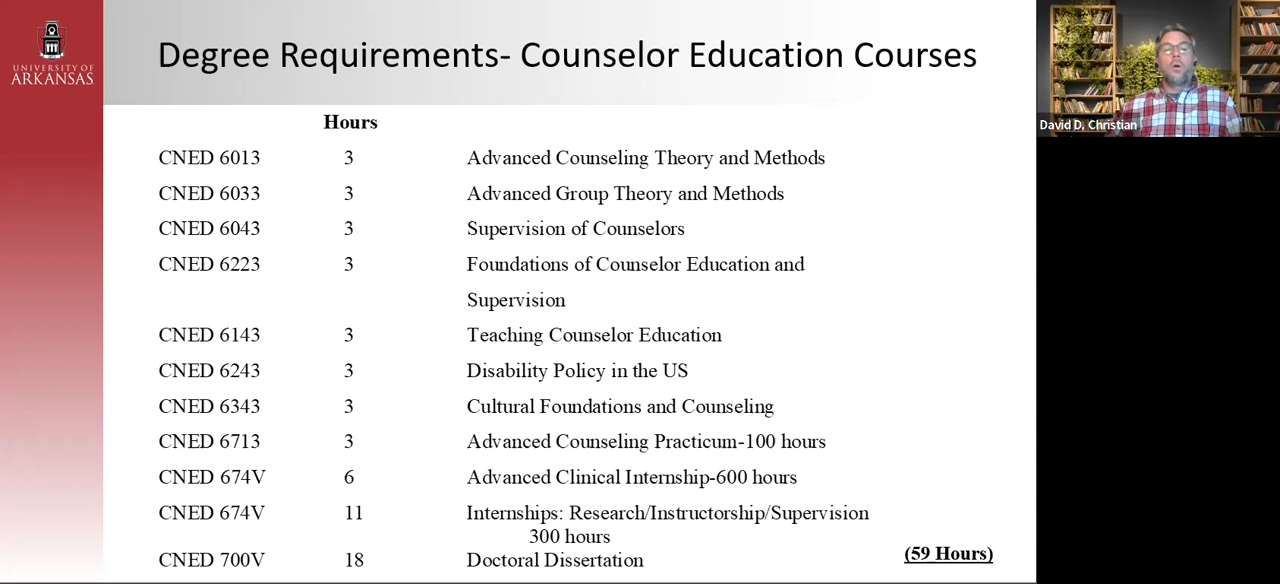 UNIVERSITY OF
ARKANSAS
Degree Requirements- Counselor Education Courses
Hours
CNED 6013 3 Advanced Counseling Theory and Methods
CNED 6033 3 Advanced Group Theory and Methods
CNED 6043 3 Supervision of Counselors
CNED 6223 3 Foundations of Counselor Education and
Supervision
CNED 6143 3 Teaching Counselor Education
CNED 6243 3 Disability Policy in the US
CNED 6343 3 Cultural Foundations and Counseling
CNED 6713 3 Advanced Counseling Practicum-100 hours
CNED 674V 6 Advanced Clinical Internship-600 hours
CNED 674V 11 Internships: Research/Instructorship/Supervision
300 hours
CNED 700V 18 Doctoral Dissertation
(59 Hours)
David D. Christian